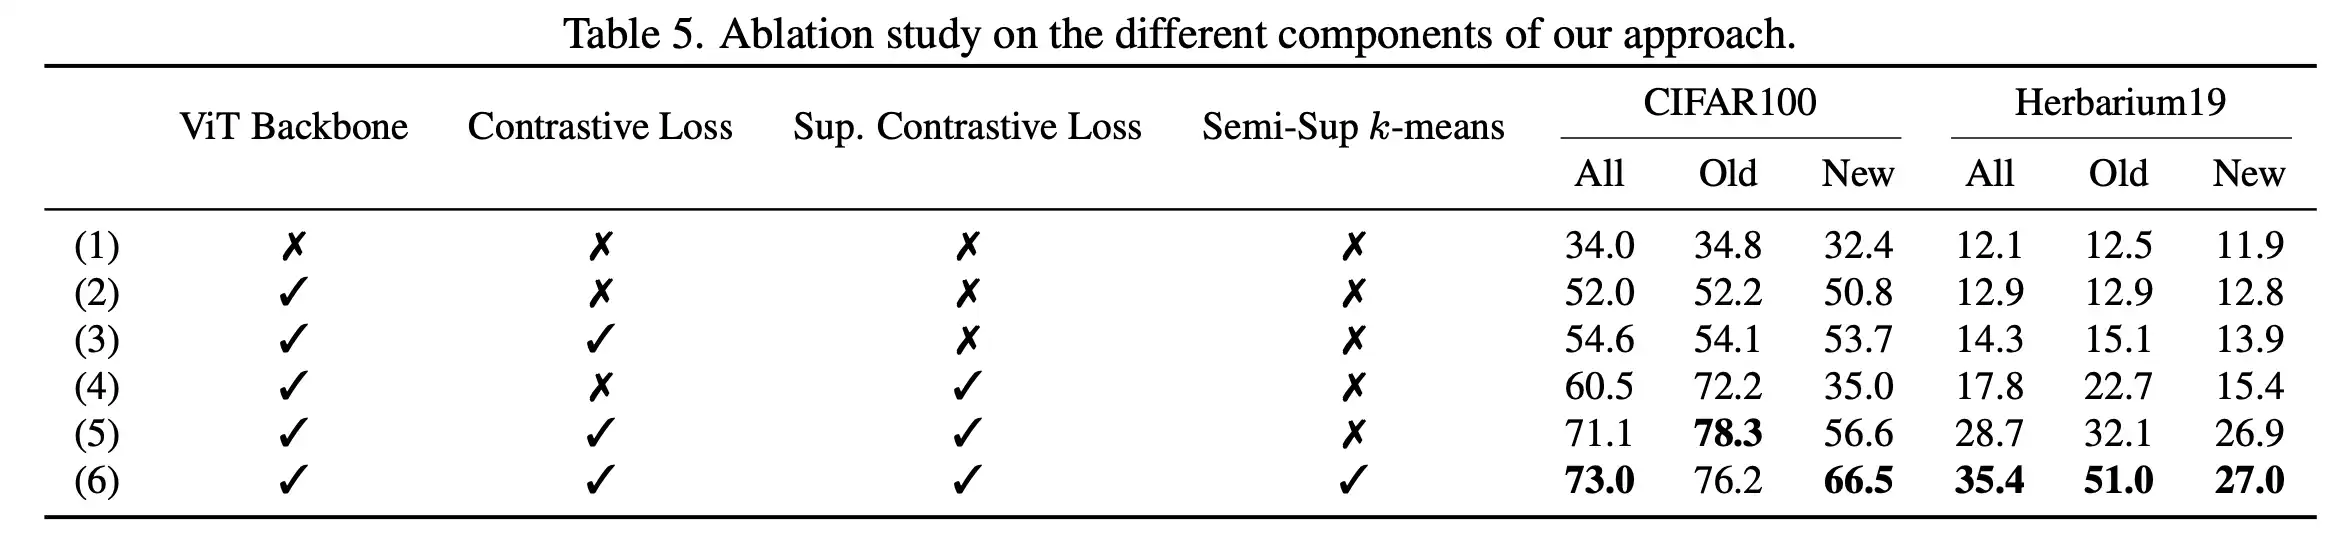 Table 5. Ablation study on the different components of our approach.
ViT Backbone Contrastive Loss Sup. Contrastive Loss Semi-Sup k-means CIFAR100 Herbarium19
All Old New All Old New
(1) ✗ ✗ ✗ ✗ 34.0 34.8 32.4 12.1 12.5 11.9
(2) ✓ ✗ ✗ ✗ 52.0 52.2 50.8 12.9 12.9 12.8
(3) ✓ ✓ ✗ ✗ 54.6 54.1 53.7 14.3 15.1 13.9
(4) ✓ ✗ ✓ ✗ 60.5 72.2 35.0 17.8 22.7 15.4
(5) ✓ ✓ ✓ ✗ 71.1 78.3 56.6 28.7 32.1 26.9
(6) ✓ ✓ ✓ ✓ 73.0 76.2 66.5 35.4 51.0 27.0